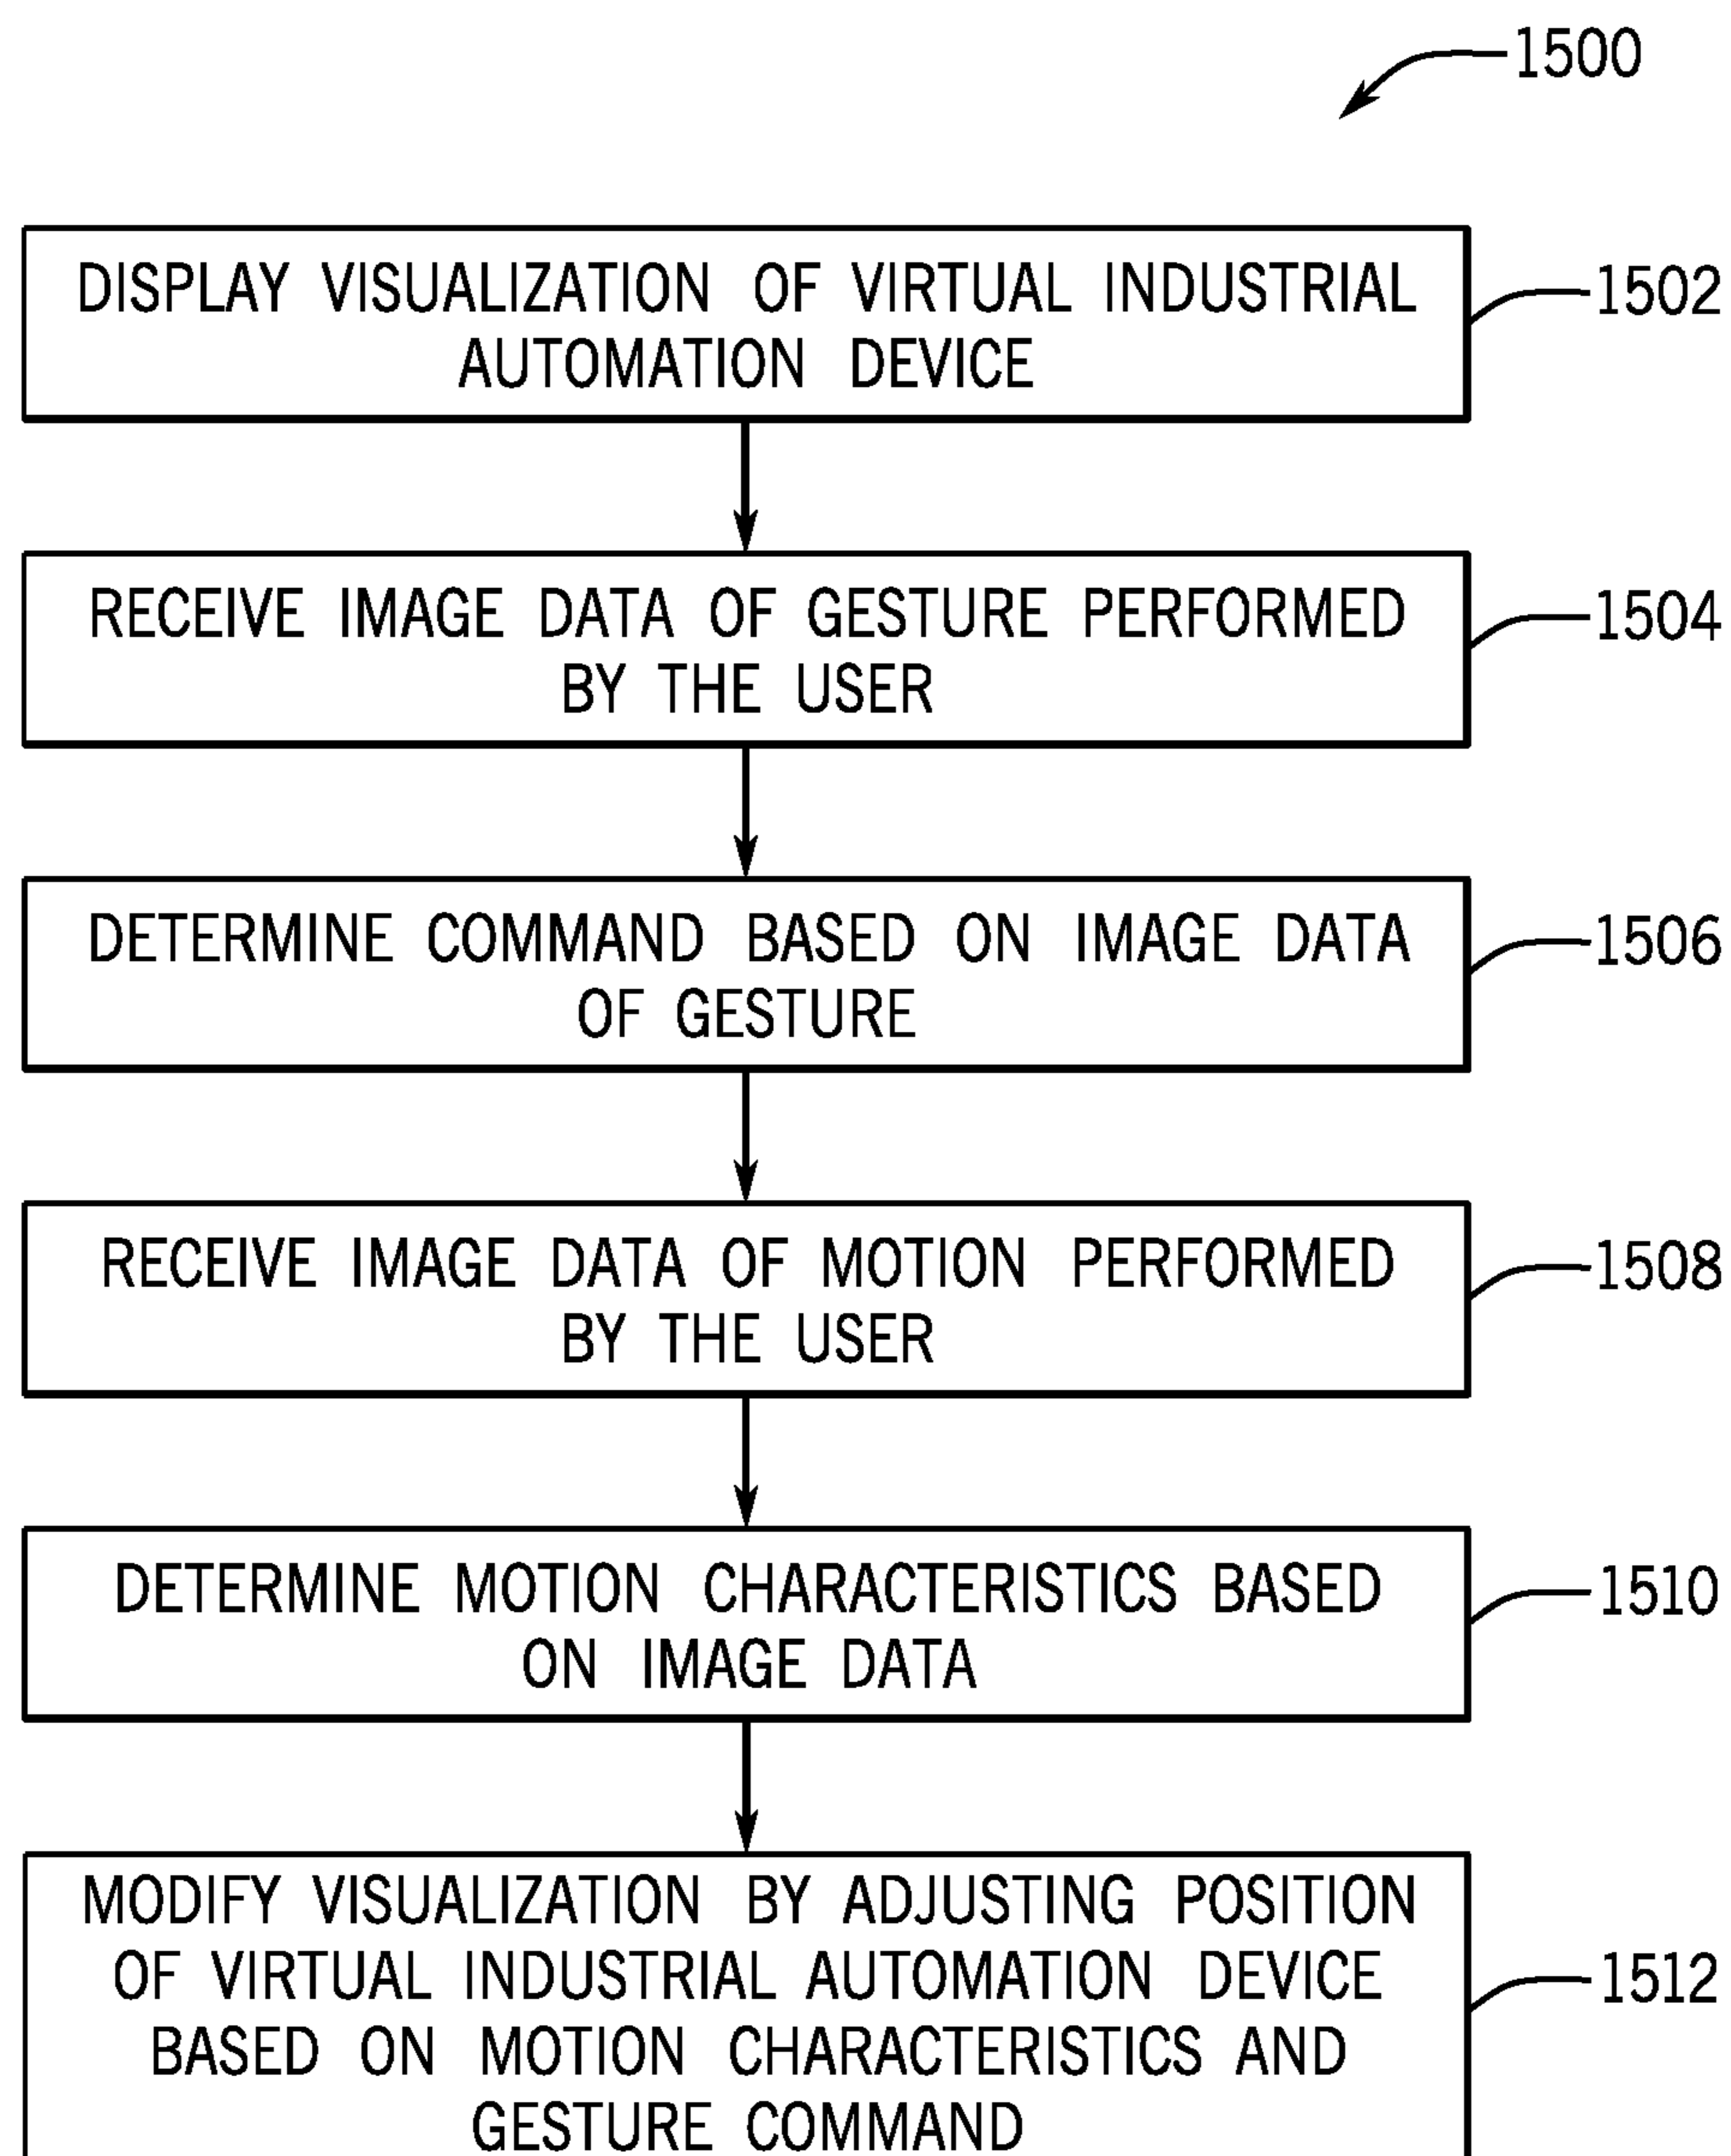 1500
DISPLAY VISUALIZATION OF VIRTUAL INDUSTRIAL
AUTOMATION DEVICE
1502
RECEIVE IMAGE DATA OF GESTURE PERFORMED
BY THE USER
1504
DETERMINE COMMAND BASED ON IMAGE DATA
OF GESTURE
1506
RECEIVE IMAGE DATA OF MOTION PERFORMED
BY THE USER
1508
DETERMINE MOTION CHARACTERISTICS BASED
ON IMAGE DATA
1510
MODIFY VISUALIZATION BY ADJUSTING POSITION
OF VIRTUAL INDUSTRIAL AUTOMATION DEVICE
BASED ON MOTION CHARACTERISTICS AND
GESTURE COMMAND
1512